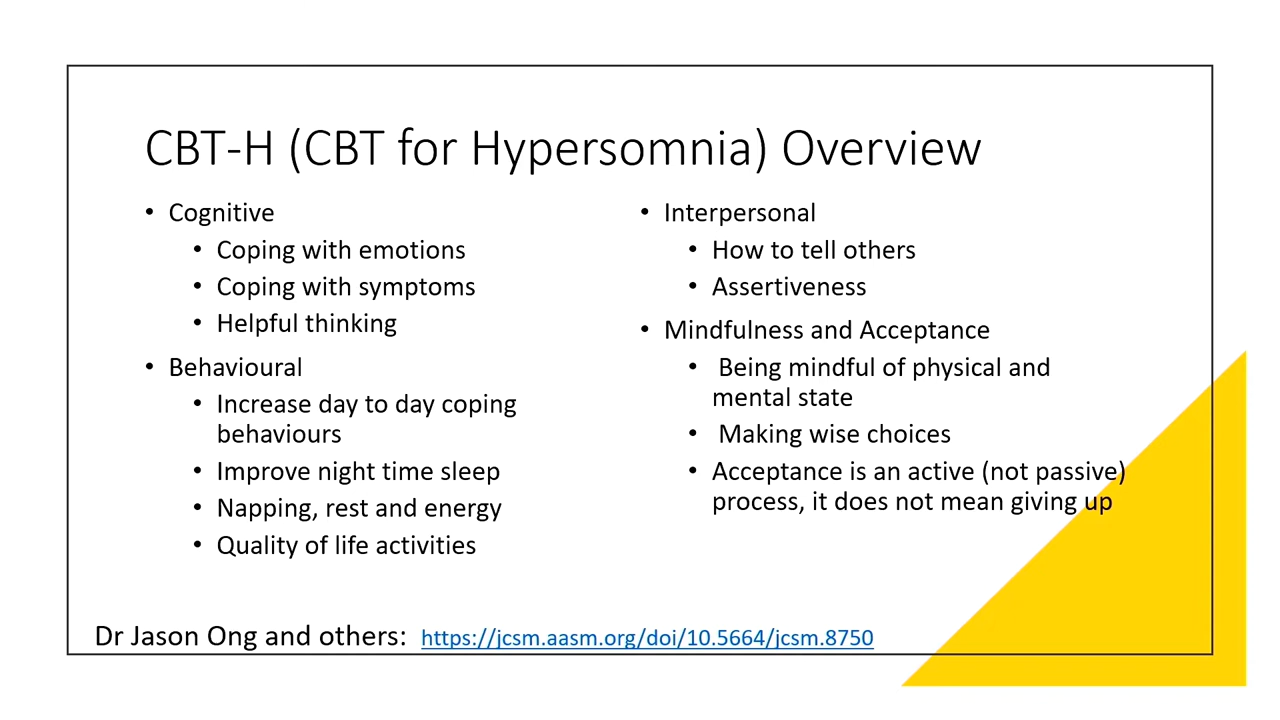 CBT-H (CBT for Hypersomnia) Overview
• Cognitive
• Coping with emotions
• Coping with symptoms
• Helpful thinking
• Behavioural
• Increase day to day coping
behaviours
• Improve night time sleep
• Napping, rest and energy
• Quality of life activities
• Interpersonal
• How to tell others
• Assertiveness
• Mindfulness and Acceptance
• Being mindful of physical and
mental state
• Making wise choices
• Acceptance is an active (not passive)
process, it does not mean giving up
Dr Jason Ong and others: https://jcsm.aasm.org/doi/10.5664/jcsm.8750